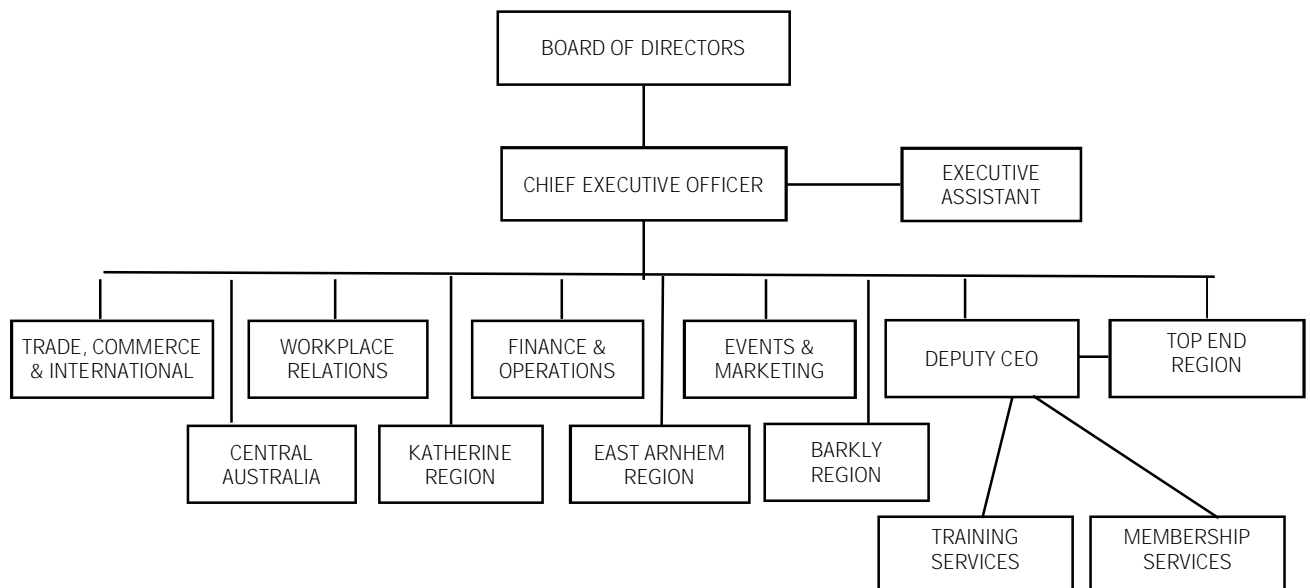 BOARD OF DIRECTORS
CHIEF EXECUTIVE OFFICER
EXECUTIVE
ASSISTANT
TRADE, COMMERCE
& INTERNATIONAL
WORKPLACE
RELATIONS
FINANCE &
OPERATIONS
EVENTS &
MARKETING
DEPUTY CEO
TOP END
REGION
CENTRAL
AUSTRALIA
KATHERINE
REGION
EAST ARNHEM
REGION
BARKLY
REGION
TRAINING
SERVICES
MEMBERSHIP
SERVICES